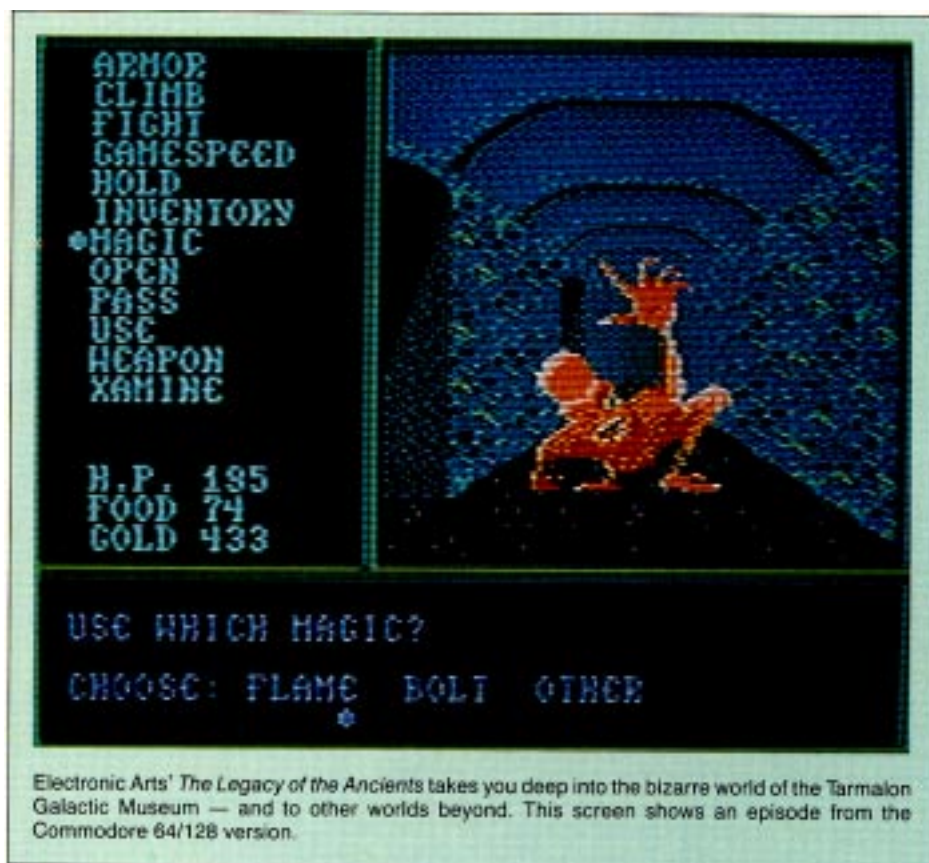 ARMOR
CLIMB
FIGHT
GAMESPEED
HOLD
INVENTORY
MAGIC
OPEN
PASS
USE
WEAPON
XAMINE
H.P. 195
FOOD 74
GOLD 433
USE WHICH MAGIC?
CHOOSE: FLAME BOLT OTHER
Electronic Arts' The Legacy of the Ancients takes you deep into the bizarre world of the Tarmalon
Galactic Museum — and to other worlds beyond. This screen shows an episode from the
Commodore 64/128 version.